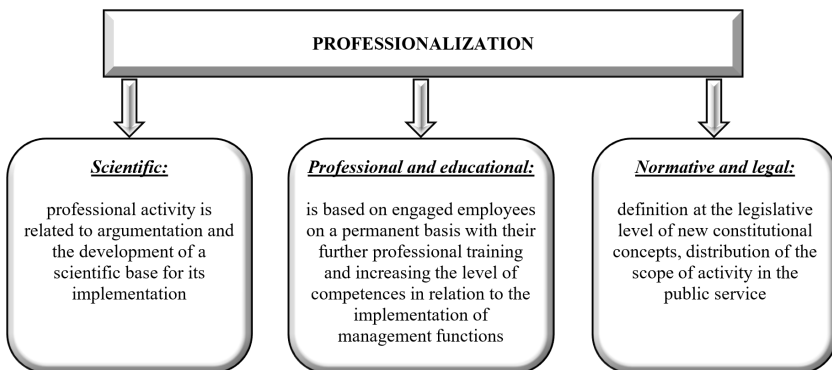 PROFESSIONALIZATION
Scientific:
professional activity is
related to argumentation and
the development of a
scientific base for its
implementation
Professional and educational:
is based on engaged employees
on a permanent basis with their
further professional training
and increasing the level of
competences in relation to the
implementation of
management functions
Normative and legal:
definition at the legislative
level of new constitutional
concepts, distribution of the
scope of activity in the
public service